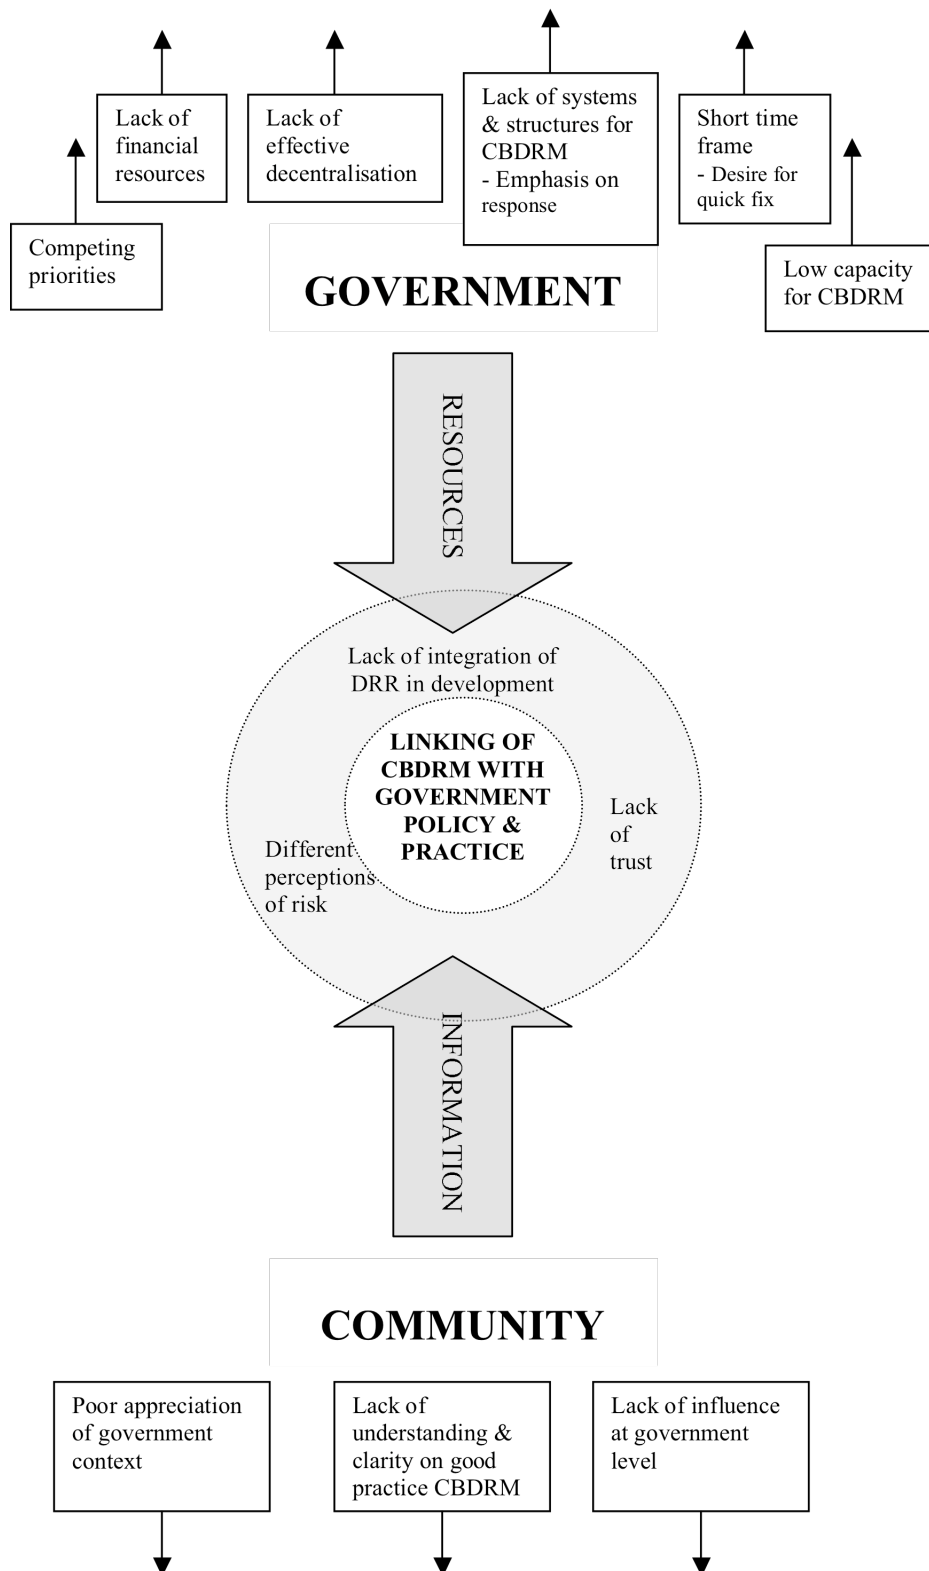 Lack of
financial
resources
Lack of
effective
decentralisation
Lack of systems
& structures for
CBDRM
- Emphasis on
response
Short time
frame
- Desire for
quick fix
Competing
priorities
Low capacity
for CBDRM
GOVERNMENT
RESOURCES
Lack of integration of
DRR in development
LINKING OF
CBDRM WITH
GOVERNMENT
POLICY &
PRACTICE
Different
perceptions
of risk
Lack
of
trust
INFORMATION
COMMUNITY
Poor appreciation
of government
context
Lack of
understanding &
clarity on good
practice CBDRM
Lack of influence
at government
level